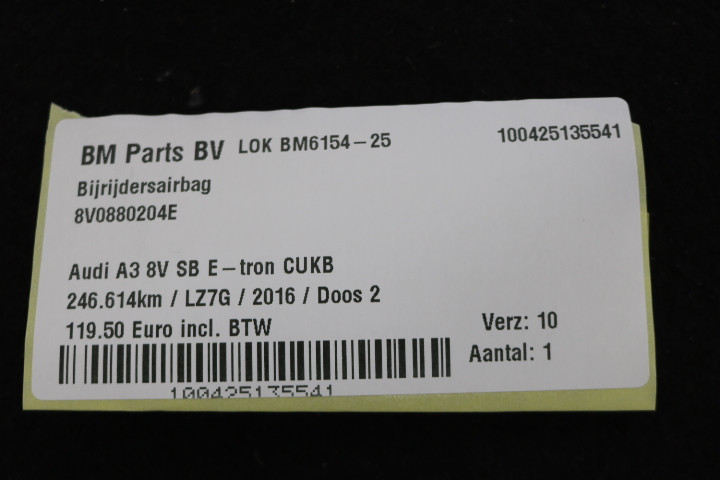 BM Parts BV LOK BM6154-25 100425135541
Bijrijdersairbag
8V0880204E
Audi A3 8V SB E-tron CUKB
246.614km / LZ7G / 2016 / Doos 2
119.50 Euro incl. BTW
Verz: 10
Aantal: 1
100425135541